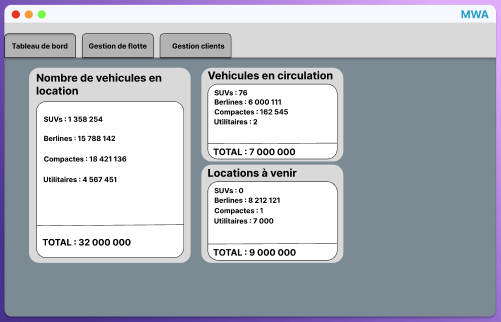 MWA
Tableau de bord
Gestion de flotte
Gestion clients
Nombre de vehicules en
location
SUVs : 1 358 254
Berlines : 15 788 142
Compactes : 18 421 136
Utilitaires : 4 567 451
TOTAL : 32 000 000
Vehicules en circulation
SUVs : 76
Berlines : 6 000 111
Compactes : 162 545
Utilitaires : 2
TOTAL : 7 000 000
Locations à venir
SUVs : 0
Berlines : 8 212 121
Compactes : 1
Utilitaires : 7 000
TOTAL : 9 000 000